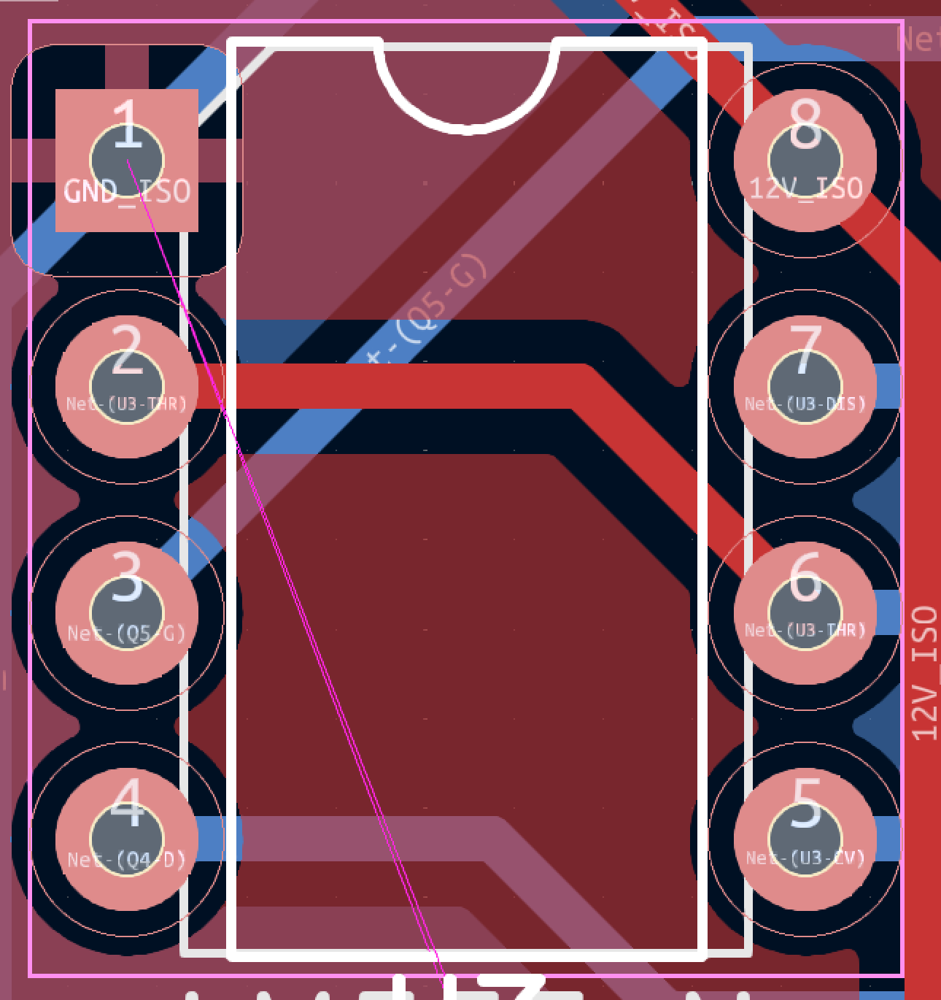 _ISO
Net
1
GND_ISO
8
12V_ISO
t-(Q5-G)
2
Net-(U3-THR)
7
Net-(U3-DIS)
3
Net-(Q5-G)
6
Net-(U3-THR)
12V_ISO
4
Net-(Q4-D)
5
Net-(U3-CV)